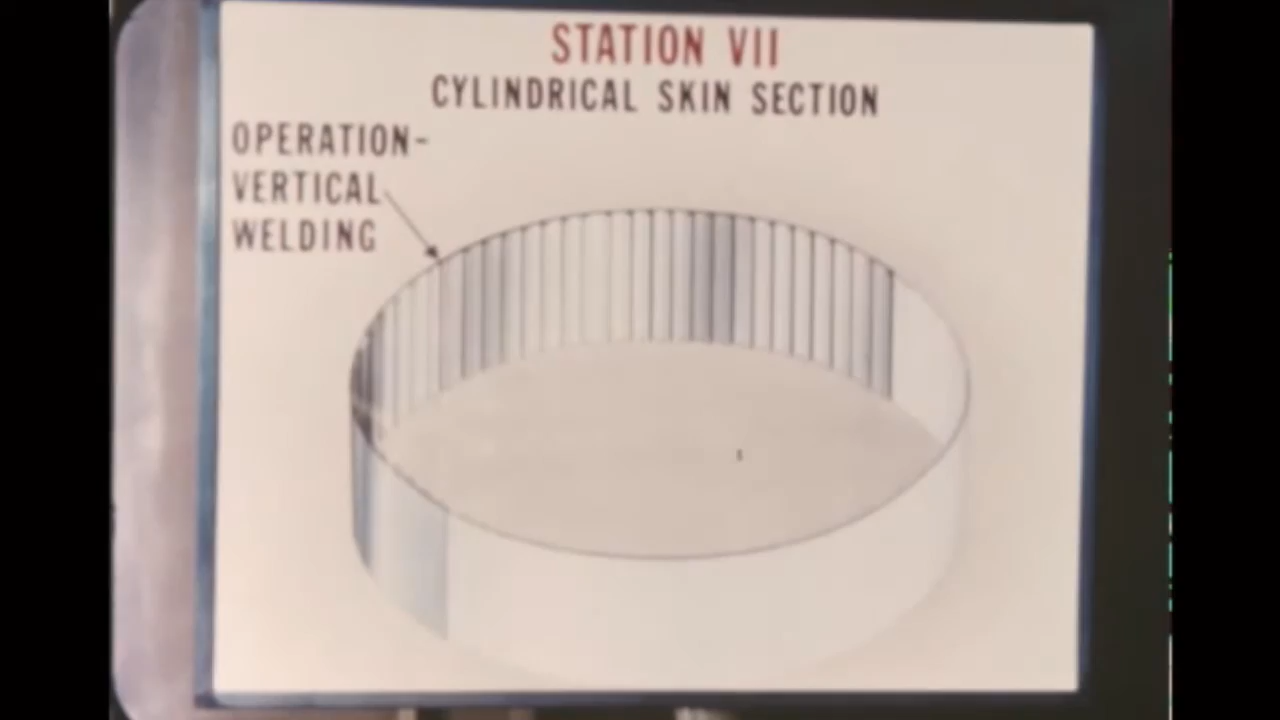 STATION VII
CYLINDRICAL SKIN SECTION
OPERATION-
VERTICAL
WELDING